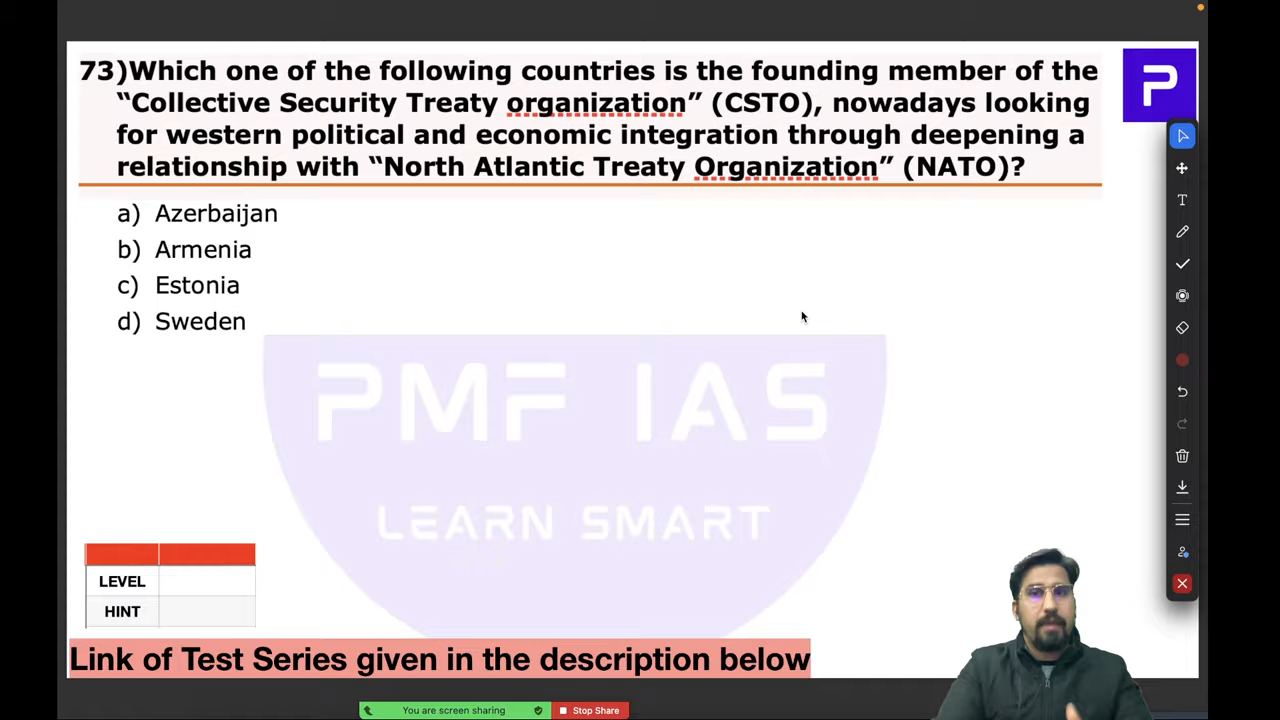 73)Which one of the following countries is the founding member of the
“Collective Security Treaty organization” (CSTO), nowadays looking
for western political and economic integration through deepening a
relationship with “North Atlantic Treaty Organization” (NATO)?
P
a) Azerbaijan
b) Armenia
c) Estonia
d) Sweden
T
PMF IAS
LEARN SMART
LEVEL
HINT
Link of Test Series given in the description below
You are screen sharing
Stop Share